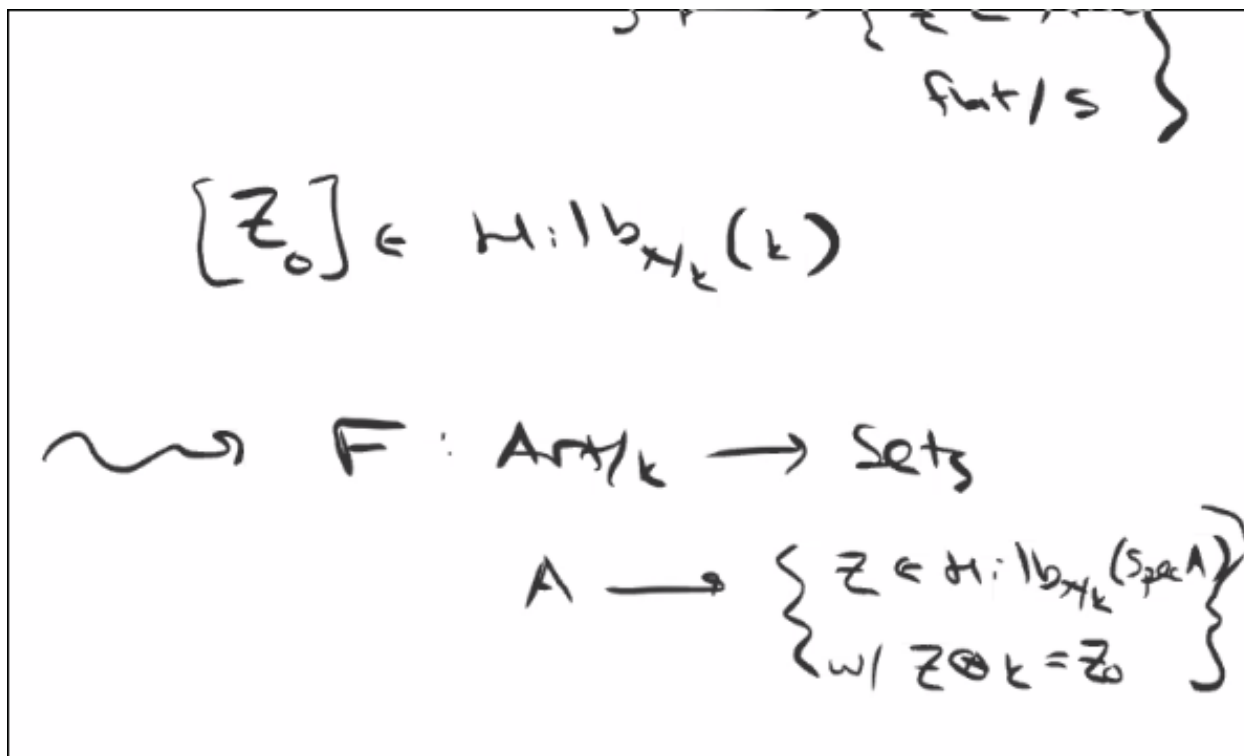 flat / S
[Z₀] ∈ Hilb_{X/k} (k)
⇝ F : Art/k ⟶ Sets
A ⟶ { Z ∈ Hilb_{X/k} (Spec A)
w/ Z ⊗ k = Z₀ }